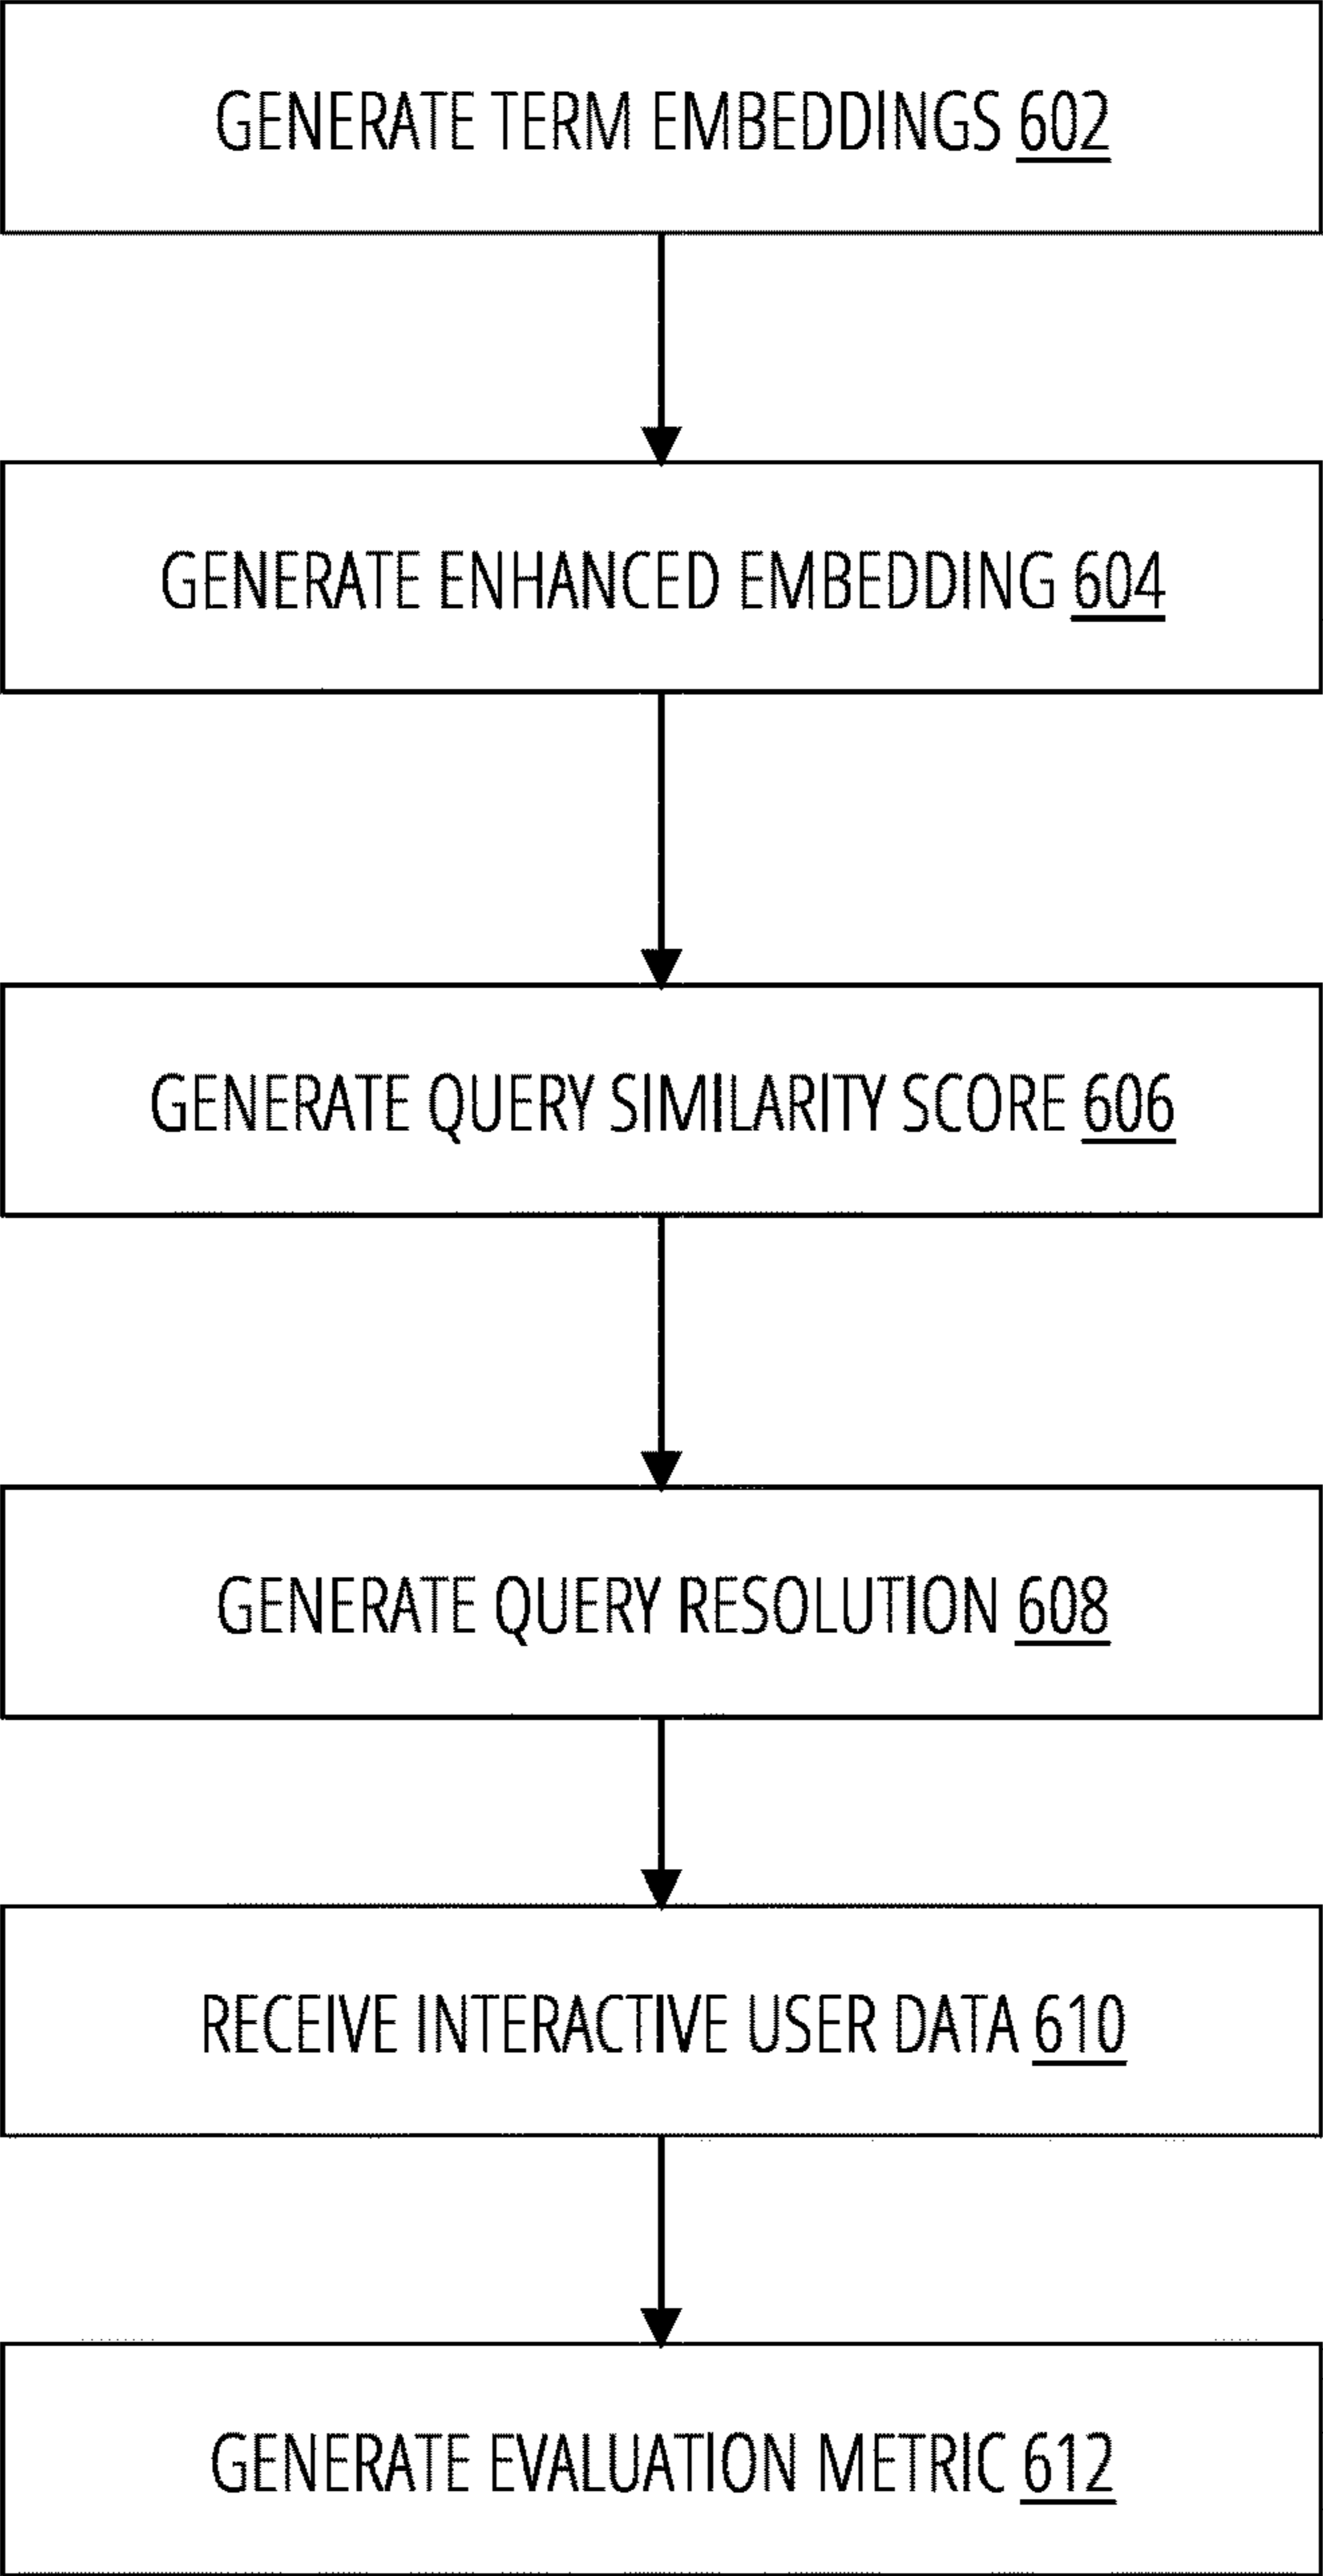 GENERATE TERM EMBEDDINGS 602
GENERATE ENHANCED EMBEDDING 604
GENERATE QUERY SIMILARITY SCORE 606
GENERATE QUERY RESOLUTION 608
RECEIVE INTERACTIVE USER DATA 610
GENERATE EVALUATION METRIC 612